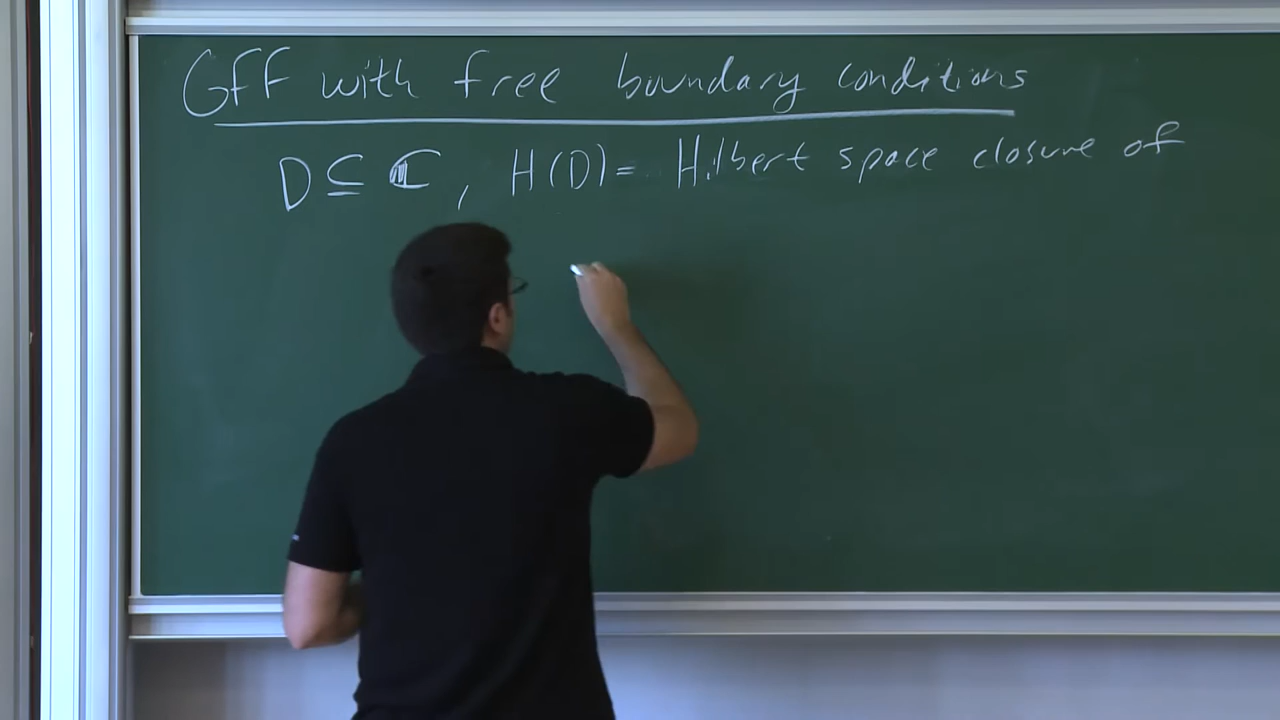 GFF with free boundary conditions
D ⊆ ℂ, H(D) = Hilbert space closure of